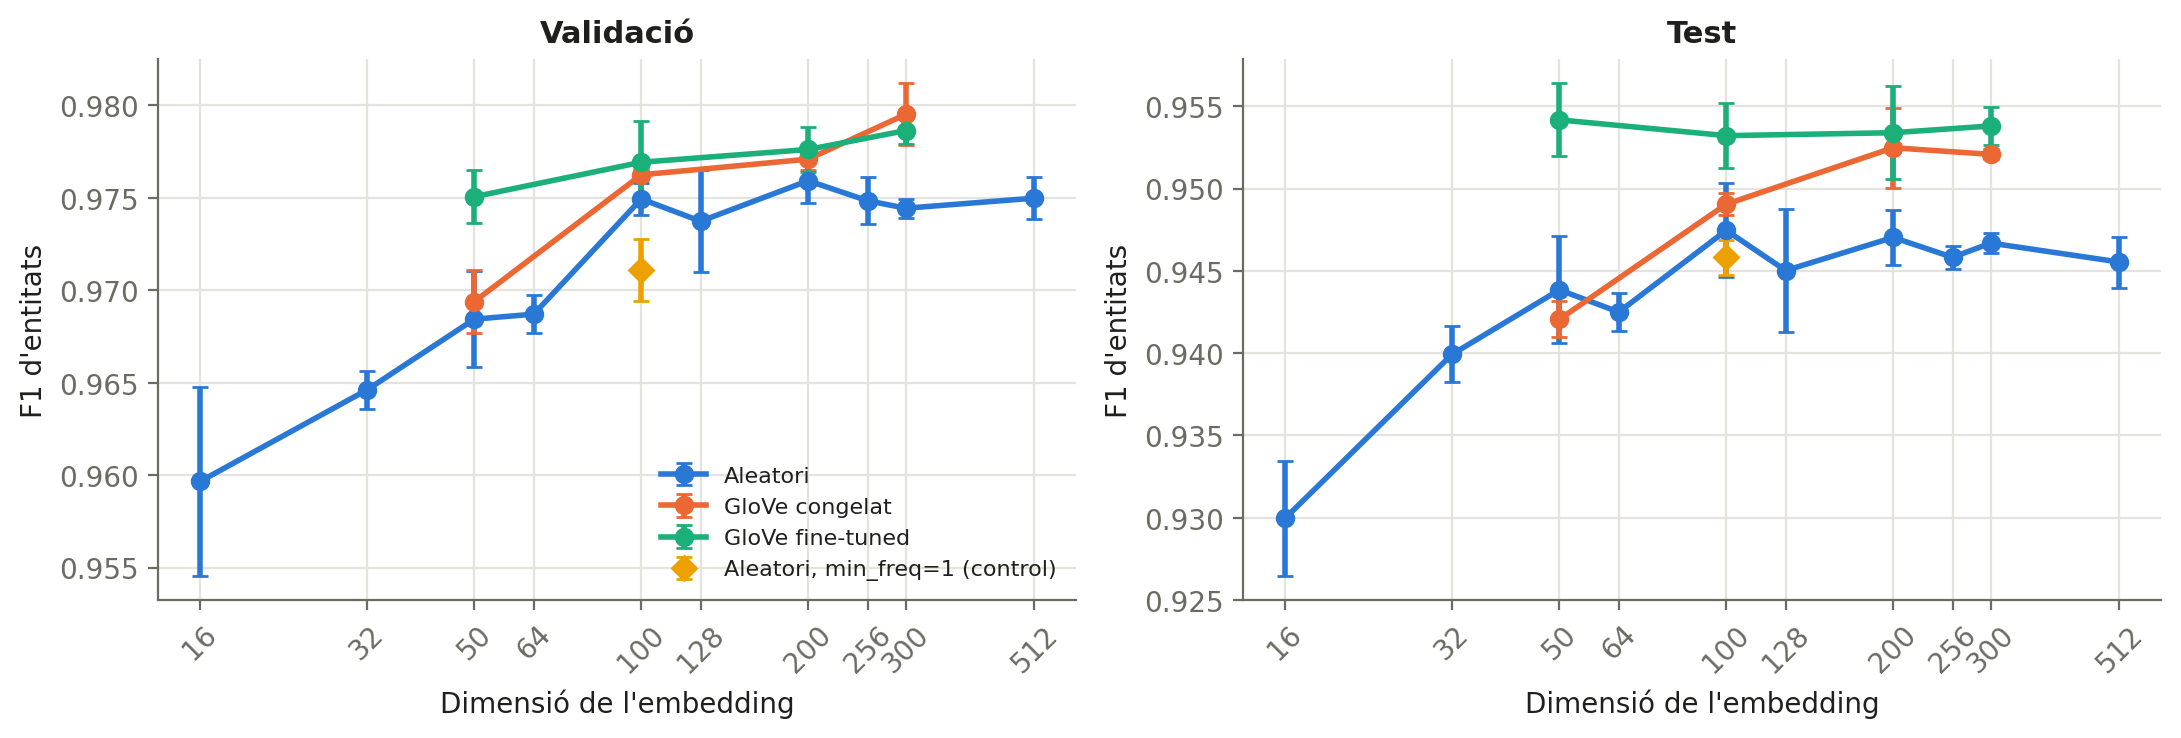 Validació
F1 d'entitats
0.980
0.975
0.970
0.965
0.960
0.955
Aleatori
GloVe congelat
GloVe fine-tuned
Aleatori, min_freq=1 (control)
16 32 50 64 100 128 200 256 300 512
Dimensió de l'embedding
Test
F1 d'entitats
0.955
0.950
0.945
0.940
0.935
0.930
0.925
16 32 50 64 100 128 200 256 300 512
Dimensió de l'embedding